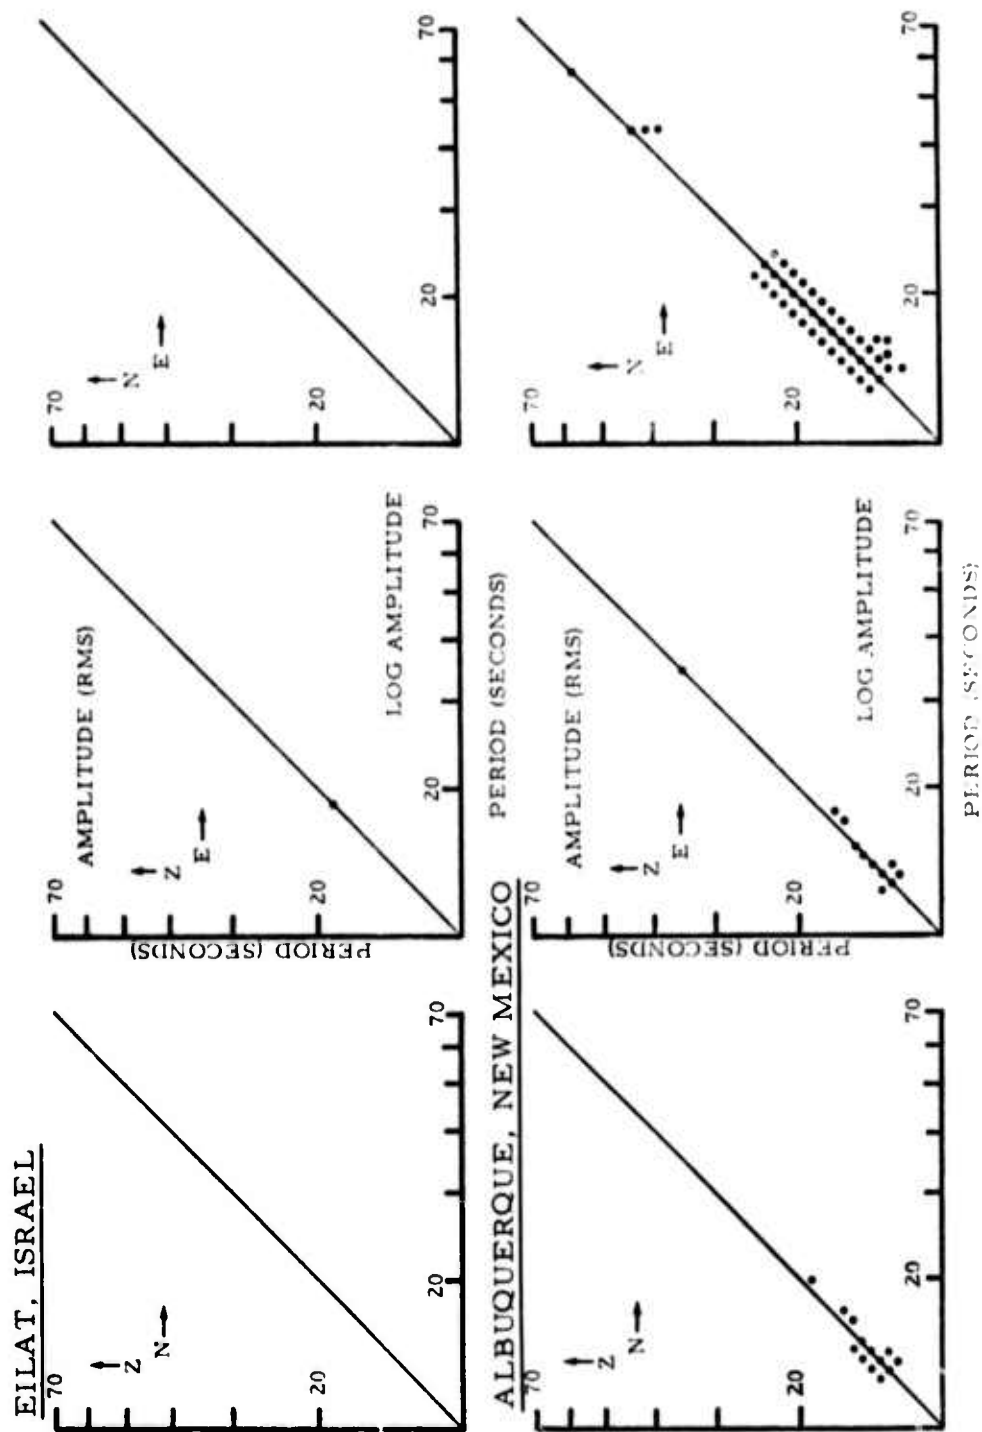 EILAT, ISRAEL
70
Z
N
20
20
70
PERIOD (SECONDS)
70
AMPLITUDE (RMS)
Z
E
20
LOG AMPLITUDE
20
70
PERIOD (SECONDS)
70
N
E
20
20
70
ALBUQUERQUE, NEW MEXICO
70
Z
N
20
20
70
PERIOD (SECONDS)
70
AMPLITUDE (RMS)
Z
E
20
LOG AMPLITUDE
20
70
PERIOD (SECONDS)
70
N
E
20
20
70